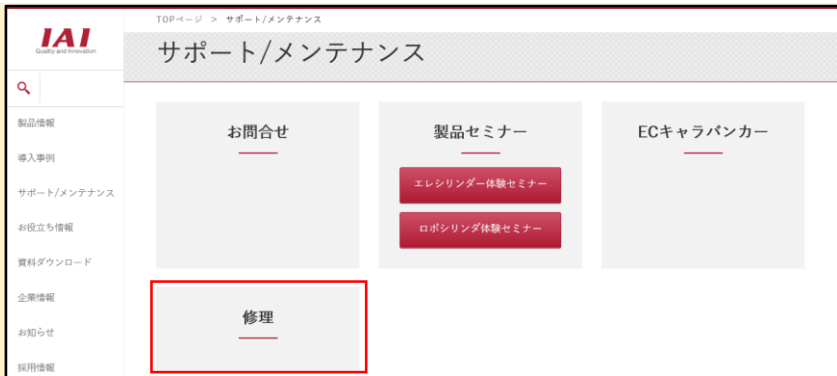 TOPページ > サポート/メンテナンス
IAI
Quality and Innovation
サポート/メンテナンス
製品情報
導入事例
サポート/メンテナンス
お役立ち情報
資料ダウンロード
企業情報
お知らせ
採用情報
お問合せ
製品セミナー
エレシリンダー体験セミナー
ロボシリンダ体験セミナー
ECキャラバンカー
修理